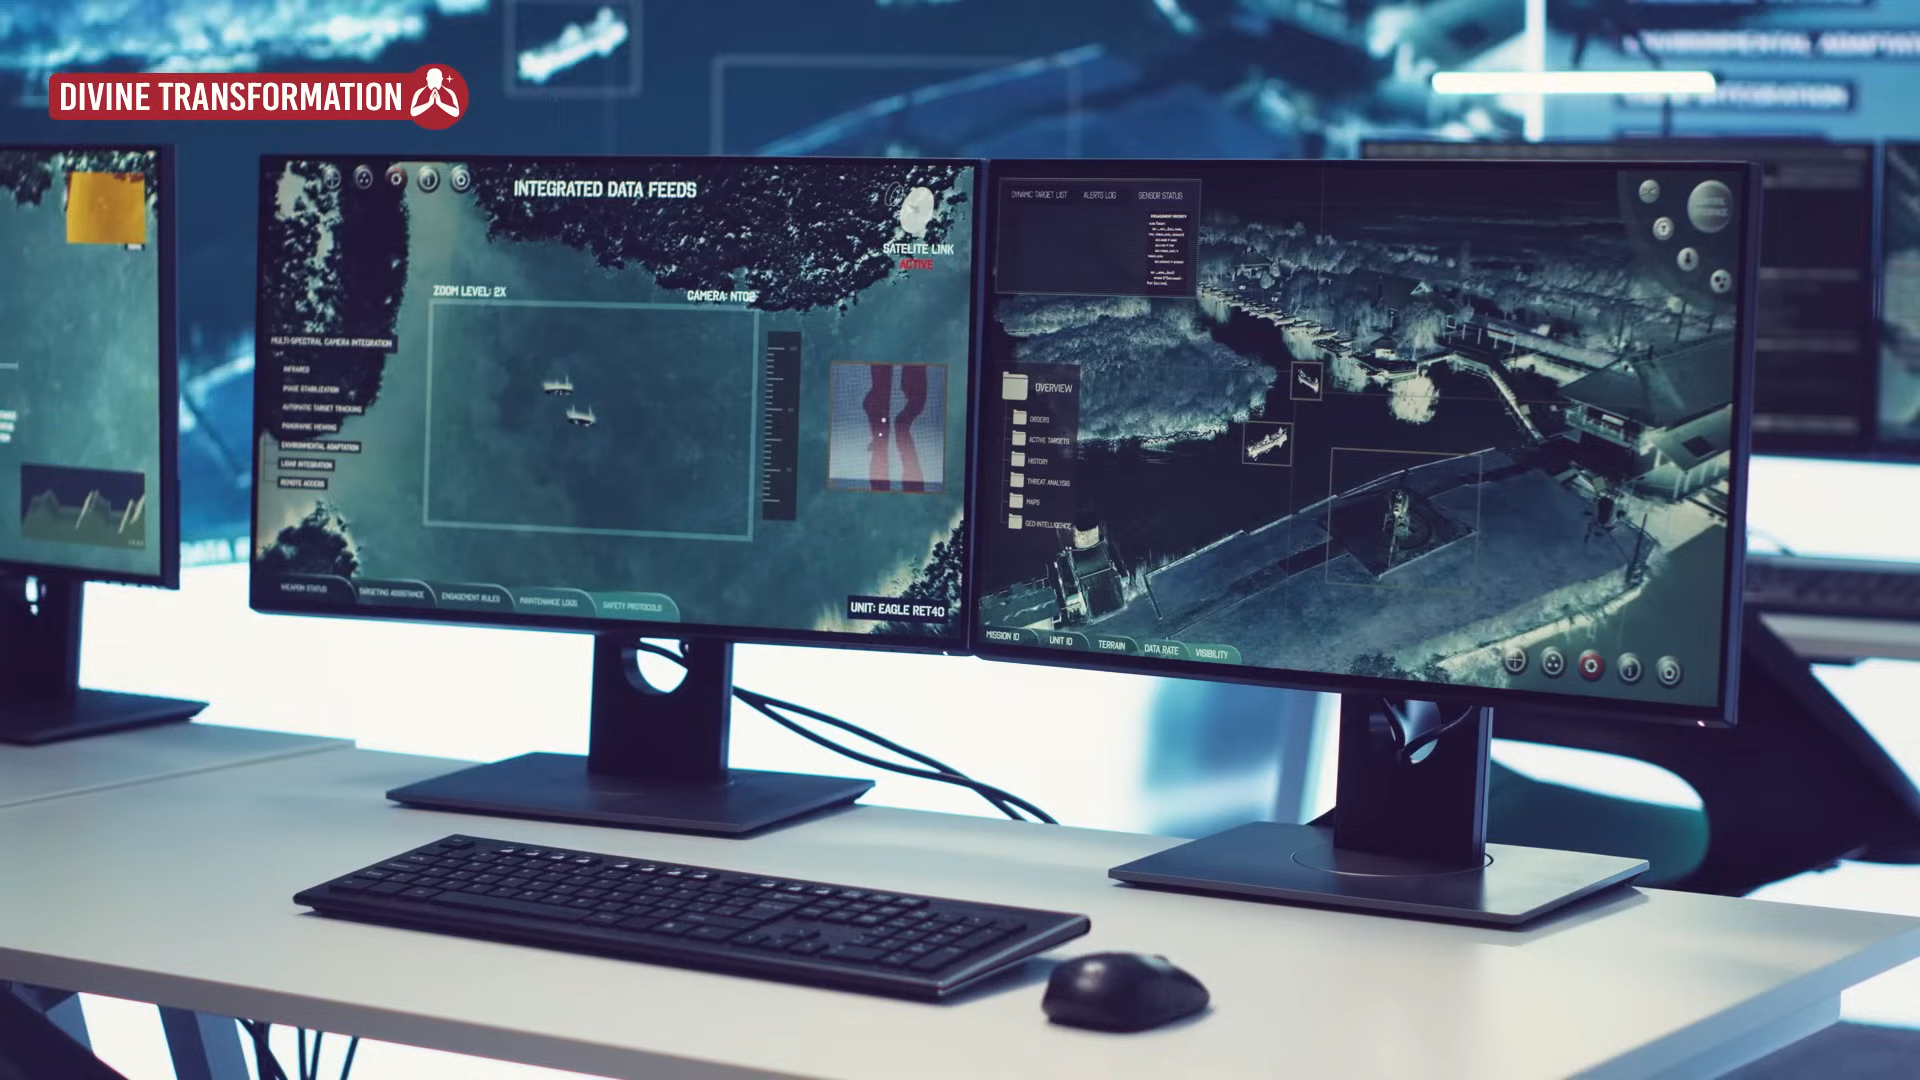 DIVINE TRANSFORMATION
INTEGRATED DATA FEEDS
SATELITE LINK
ACTIVE
ZOOM LEVEL: 2X
CAMERA: NT02
MULTI-SPECTRAL CAMERA INTEGRATION
INFRARED
IMAGE STABILIZATION
AUTOMATIC TARGET TRACKING
PANORAMIC VIEWING
ENVIRONMENTAL ADAPTATION
LIDAR INTEGRATION
REMOTE ACCESS
WEAPON STATUS
TARGETING ASSISTANCE
ENGAGEMENT RULES
MAINTENANCE LOGS
SAFETY PROTOCOLS
UNIT: EAGLE RET40
DYNAMIC TARGET LIST
ALERTS LOG
SENSOR STATUS
ENGAGEMENT PRIORITY
OVERVIEW
ORDERS
ACTIVE TARGETS
HISTORY
THREAT ANALYSIS
MAPS
GEO-INTELLIGENCE
MISSION ID
UNIT ID
TERRAIN
DATA RATE
VISIBILITY